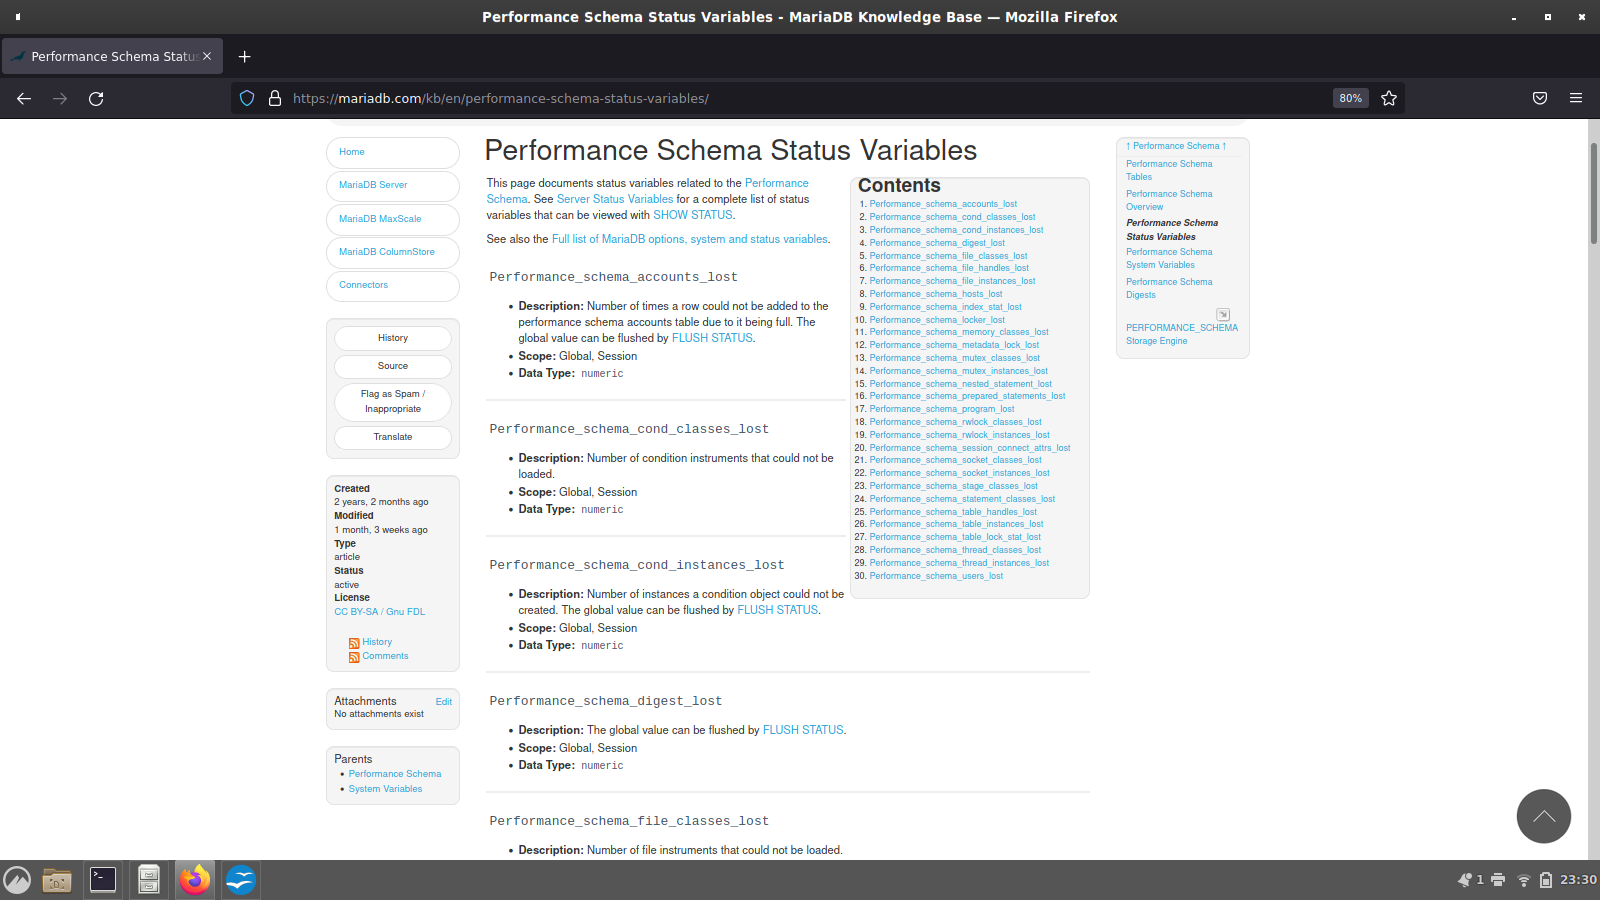 Performance Schema Status Variables - MariaDB Knowledge Base — Mozilla Firefox
Performance Schema Status
https://mariadb.com/kb/en/performance-schema-status-variables/
80%
Home
MariaDB Server
MariaDB MaxScale
MariaDB ColumnStore
Connectors
History
Source
Flag as Spam /
Inappropriate
Translate
Created
2 years, 2 months ago
Modified
1 month, 3 weeks ago
Type
article
Status
active
License
CC BY-SA / Gnu FDL
History
Comments
Attachments
Edit
No attachments exist
Parents
• Performance Schema
• System Variables
Performance Schema Status Variables
This page documents status variables related to the Performance
Schema. See Server Status Variables for a complete list of status
variables that can be viewed with SHOW STATUS.
See also the Full list of MariaDB options, system and status variables.
Contents
1. Performance_schema_accounts_lost
2. Performance_schema_cond_classes_lost
3. Performance_schema_cond_instances_lost
4. Performance_schema_digest_lost
5. Performance_schema_file_classes_lost
6. Performance_schema_file_handles_lost
7. Performance_schema_file_instances_lost
8. Performance_schema_hosts_lost
9. Performance_schema_index_stat_lost
10. Performance_schema_locker_lost
11. Performance_schema_memory_classes_lost
12. Performance_schema_metadata_lock_lost
13. Performance_schema_mutex_classes_lost
14. Performance_schema_mutex_instances_lost
15. Performance_schema_nested_statement_lost
16. Performance_schema_prepared_statements_lost
17. Performance_schema_program_lost
18. Performance_schema_rwlock_classes_lost
19. Performance_schema_rwlock_instances_lost
20. Performance_schema_session_connect_attrs_lost
21. Performance_schema_socket_classes_lost
22. Performance_schema_socket_instances_lost
23. Performance_schema_stage_classes_lost
24. Performance_schema_statement_classes_lost
25. Performance_schema_table_handles_lost
26. Performance_schema_table_instances_lost
27. Performance_schema_table_lock_stat_lost
28. Performance_schema_thread_classes_lost
29. Performance_schema_thread_instances_lost
30. Performance_schema_users_lost
Performance_schema_accounts_lost
• Description: Number of times a row could not be added to the
performance schema accounts table due to it being full. The
global value can be flushed by FLUSH STATUS.
• Scope: Global, Session
• Data Type: numeric
Performance_schema_cond_classes_lost
• Description: Number of condition instruments that could not be
loaded.
• Scope: Global, Session
• Data Type: numeric
Performance_schema_cond_instances_lost
• Description: Number of instances a condition object could not be
created. The global value can be flushed by FLUSH STATUS.
• Scope: Global, Session
• Data Type: numeric
Performance_schema_digest_lost
• Description: The global value can be flushed by FLUSH STATUS.
• Scope: Global, Session
• Data Type: numeric
Performance_schema_file_classes_lost
• Description: Number of file instruments that could not be loaded.
↑ Performance Schema ↑
Performance Schema
Tables
Performance Schema
Overview
Performance Schema
Status Variables
Performance Schema
System Variables
Performance Schema
Digests
PERFORMANCE_SCHEMA
Storage Engine
1
23:30